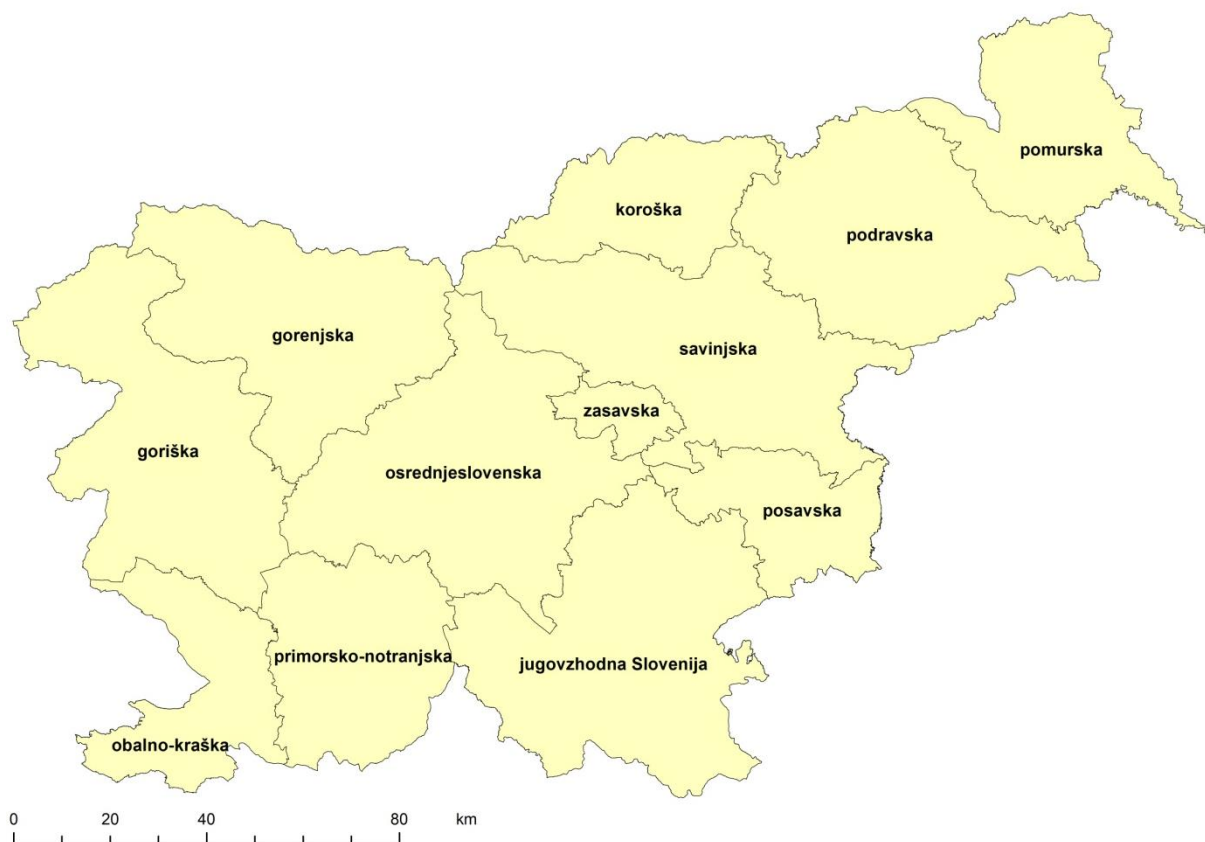 pomurska
koroška
podravska
gorenjska
savinjska
zasavska
goriška
osrednjeslovenska
posavska
primorsko-notranjska
jugovzhodna Slovenija
obalno-kraška
0 20 40 80 km